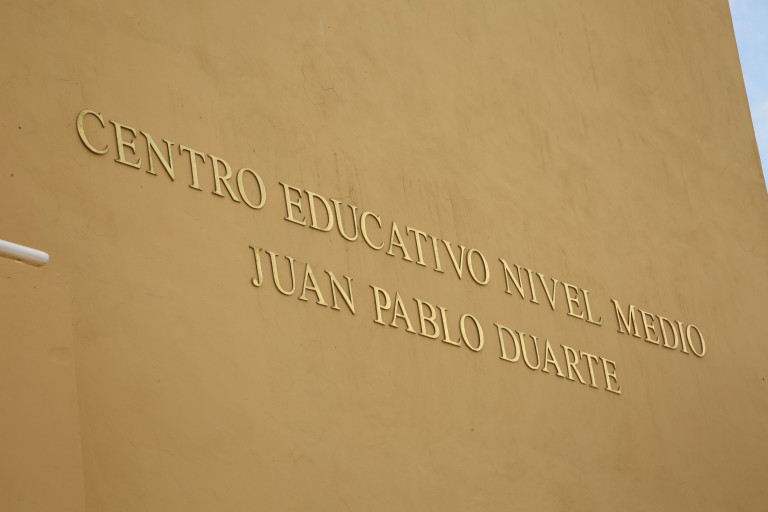 CENTRO EDUCATIVO NIVEL MEDIO
JUAN PABLO DUARTE